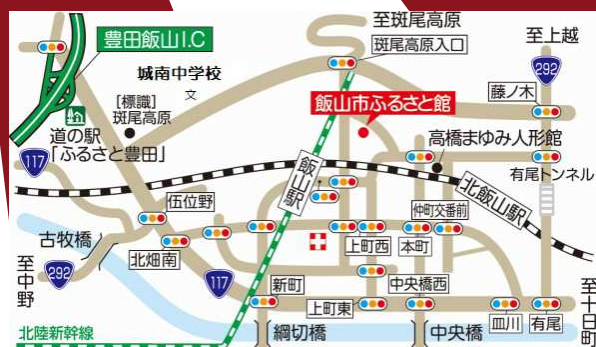 至斑尾高原
至上越
豊田飯山I.C
城南中学校
文
斑尾高原入口
292
[標識]
斑尾高原
飯山市ふるさと館
藤ノ木
道の駅
「ふるさと豊田」
高橋まゆみ人形館
117
飯山駅
有尾トンネル
北飯山駅
伍位野
仲町交番前
古牧橋
北畑南
上町西
本町
至中野
292
117
新町
中央橋西
上町東
皿川
有尾
至十日町
北陸新幹線
綱切橋
中央橋